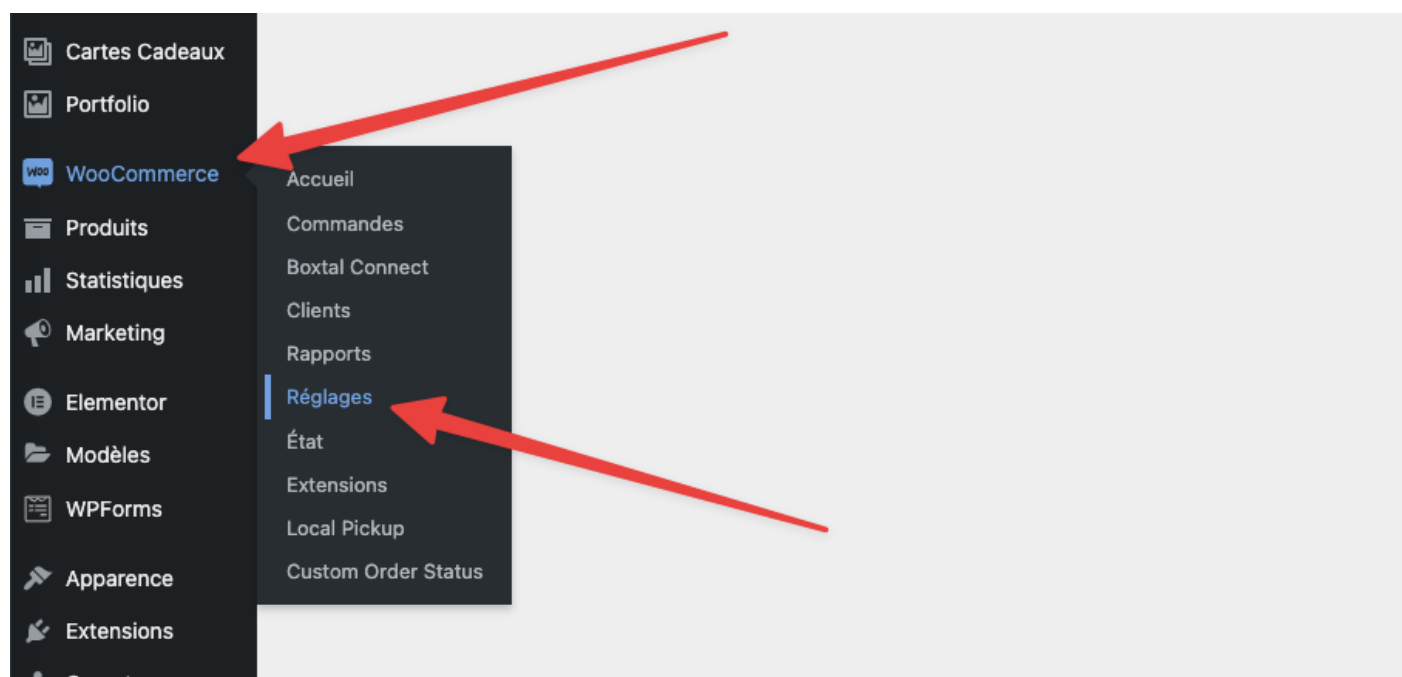 Cartes Cadeaux
Portfolio
Woo WooCommerce
Produits
Statistiques
Marketing
Elementor
Modèles
WPForms
Apparence
Extensions
Accueil
Commandes
Boxtal Connect
Clients
Rapports
Réglages
État
Extensions
Local Pickup
Custom Order Status